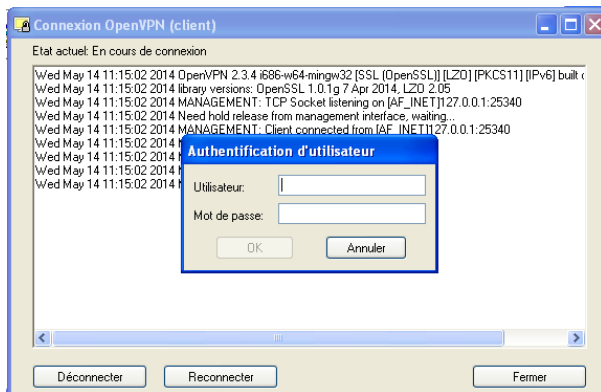 Connexion OpenVPN (client)
Etat actuel: En cours de connexion
Wed May 14 11:15:02 2014 OpenVPN 2.3.4 i686-w64-mingw32 [SSL (OpenSSL)] [LZO] [PKCS11] [IPv6] built
Wed May 14 11:15:02 2014 library versions: OpenSSL 1.0.1g 7 Apr 2014, LZO 2.05
Wed May 14 11:15:02 2014 MANAGEMENT: TCP Socket listening on [AF_INET]127.0.0.1:25340
Wed May 14 11:15:02 2014 Need hold release from management interface, waiting...
Wed May 14 11:15:02 2014 MANAGEMENT: Client connected from [AF_INET]127.0.0.1:25340
Wed May 14 11:15:02 2014
Wed May 14 11:15:02 2014
Wed May 14 11:15:02 2014
Wed May 14 11:15:02 2014
Authentification d'utilisateur
Utilisateur:
Mot de passe:
OK Annuler
Déconnecter Reconnecter Fermer